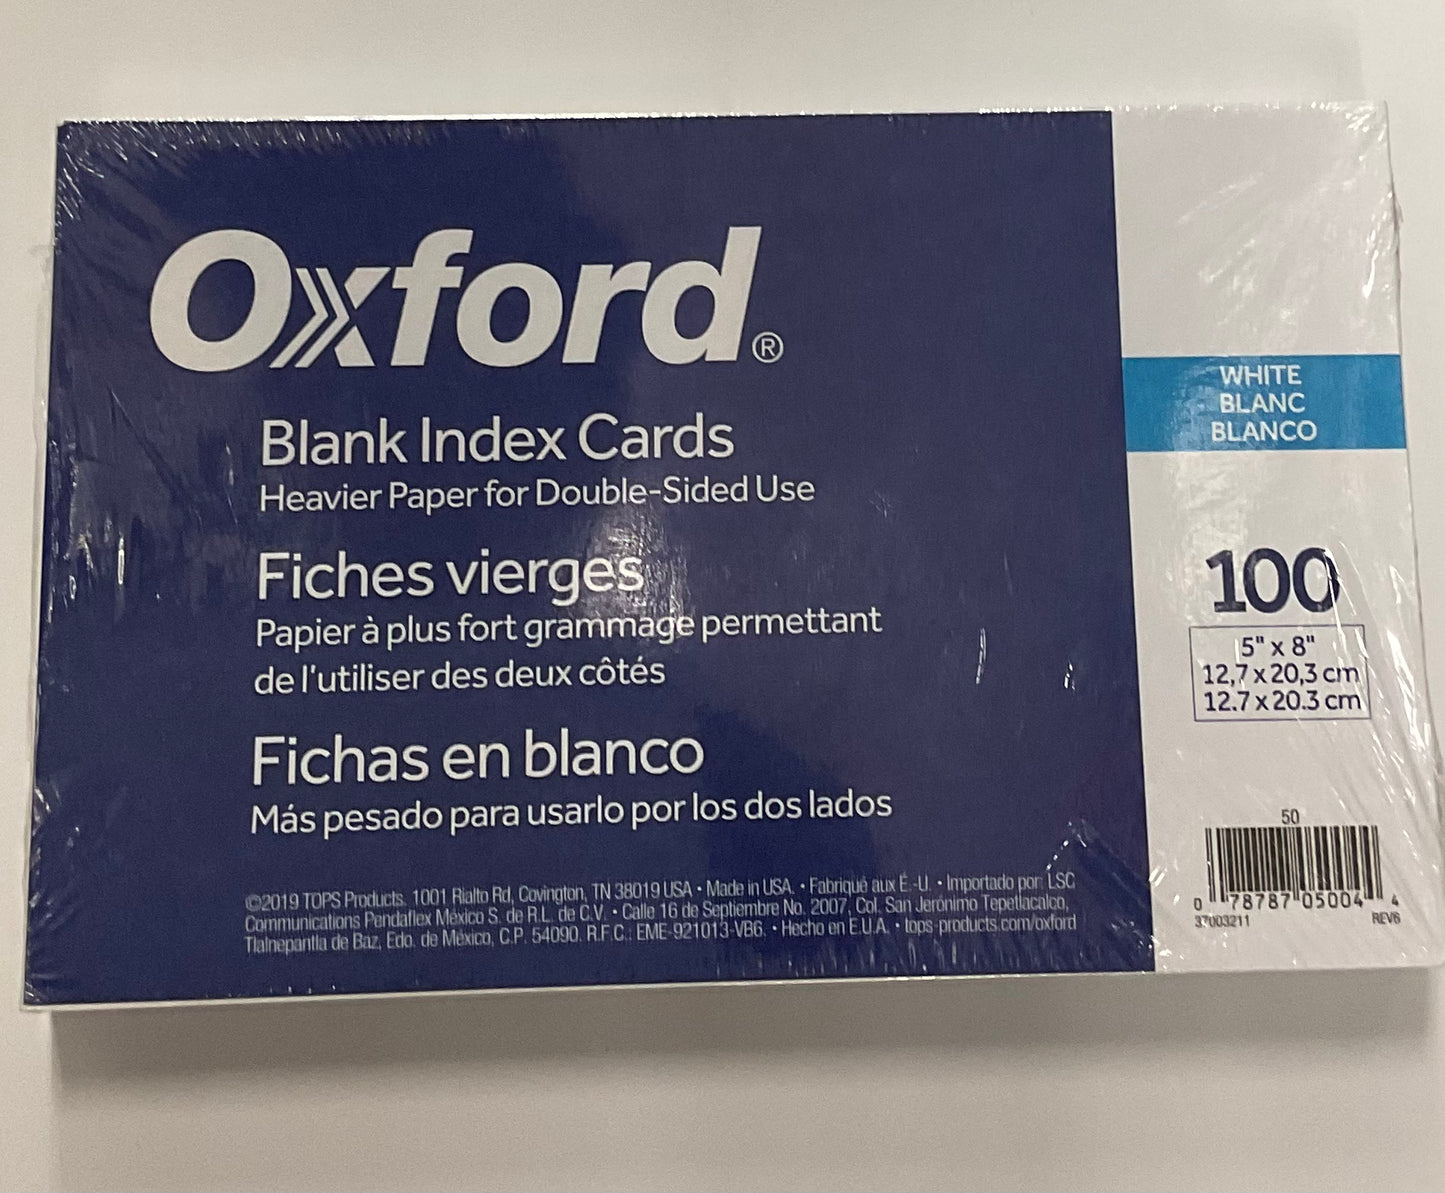 Oxford®
Blank Index Cards
Heavier Paper for Double-Sided Use
Fiches vierges
Papier à plus fort grammage permettant
de l'utiliser des deux côtés
Fichas en blanco
Más pesado para usarlo por los dos lados
©2019 TOPS Products. 1001 Rialto Rd, Covington, TN 38019 USA • Made in USA. • Fabriqué aux É.-U. • Importado por: LSC
Communications Pendaflex México S. de R.L. de C.V. • Calle 16 de Septiembre No. 2007, Col. San Jerónimo Tepetlacalco,
Tlalnepantla de Baz, Edo. de México, C.P. 54090. R.F.C.: EME-921013-VB6. • Hecho en E.U.A. • tops-products.com/oxford
WHITE
BLANC
BLANCO
100
5" x 8"
12,7 x 20,3 cm
12.7 x 20.3 cm
50
0 78787 05004 4
37003211 REV6